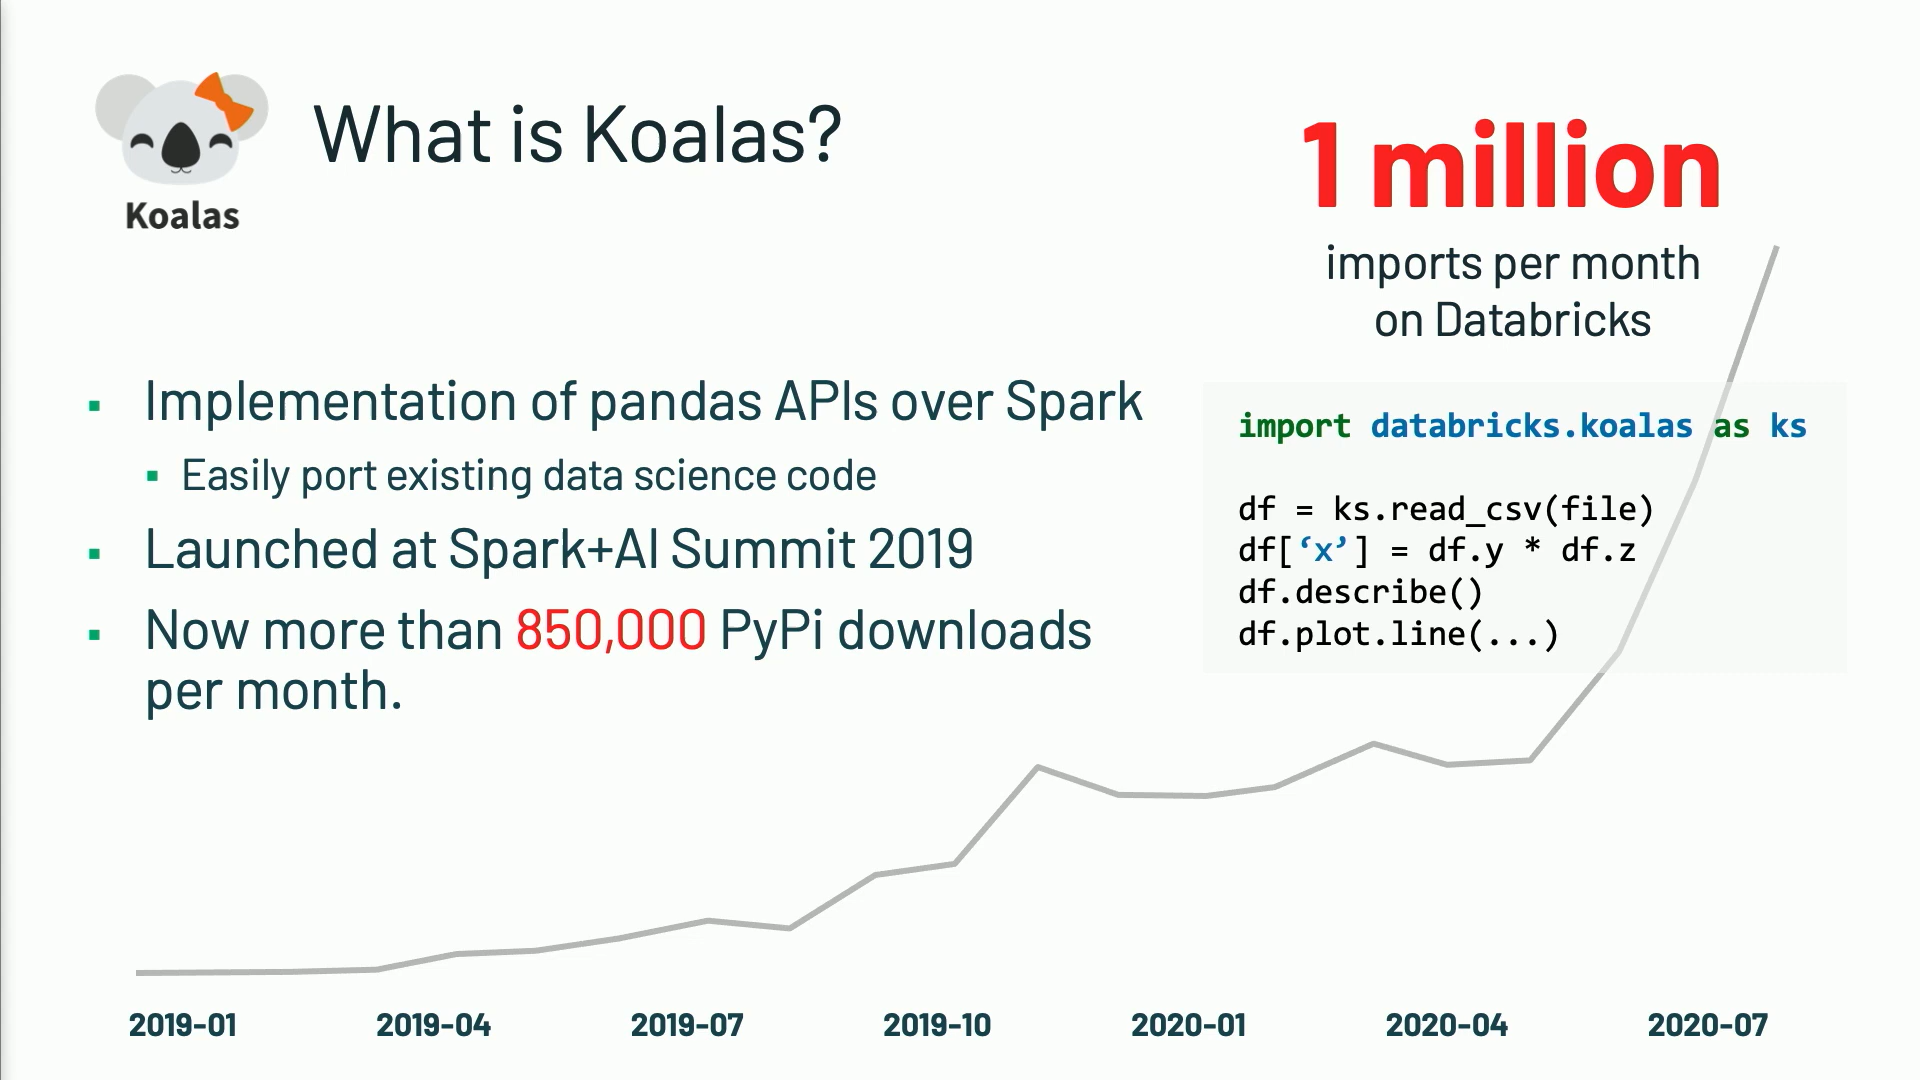 What is Koalas?
Koalas
1 million
imports per month
on Databricks
▪ Implementation of pandas APIs over Spark
▪ Easily port existing data science code
▪ Launched at Spark+AI Summit 2019
▪ Now more than 850,000 PyPi downloads
per month.
import databricks.koalas as ks
df = ks.read_csv(file)
df[‘x’] = df.y * df.z
df.describe()
df.plot.line(...)
2019-01 2019-04 2019-07 2019-10 2020-01 2020-04 2020-07